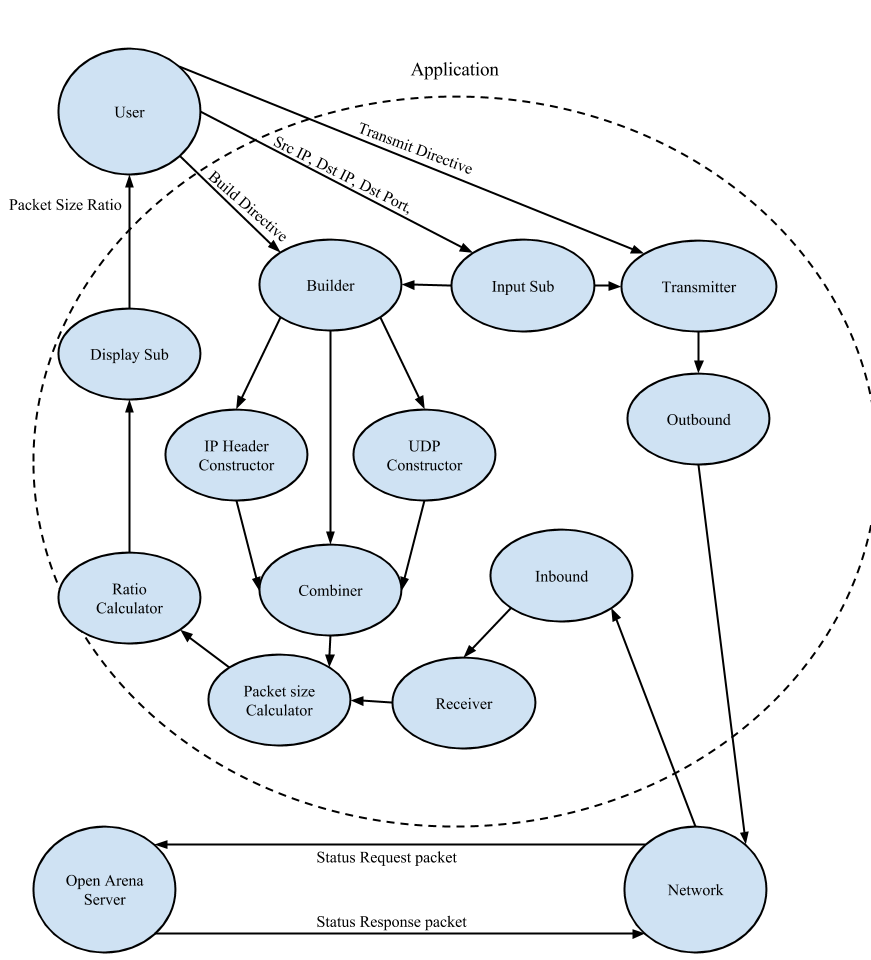 Application
User
Transmit Directive
Src IP, Dst IP, Dst Port,
Build Directive
Packet Size Ratio
Builder
Input Sub
Transmitter
Display Sub
Outbound
IP Header
Constructor
UDP
Constructor
Inbound
Combiner
Ratio
Calculator
Packet size
Calculator
Receiver
Status Request packet
Open Arena
Server
Network
Status Response packet